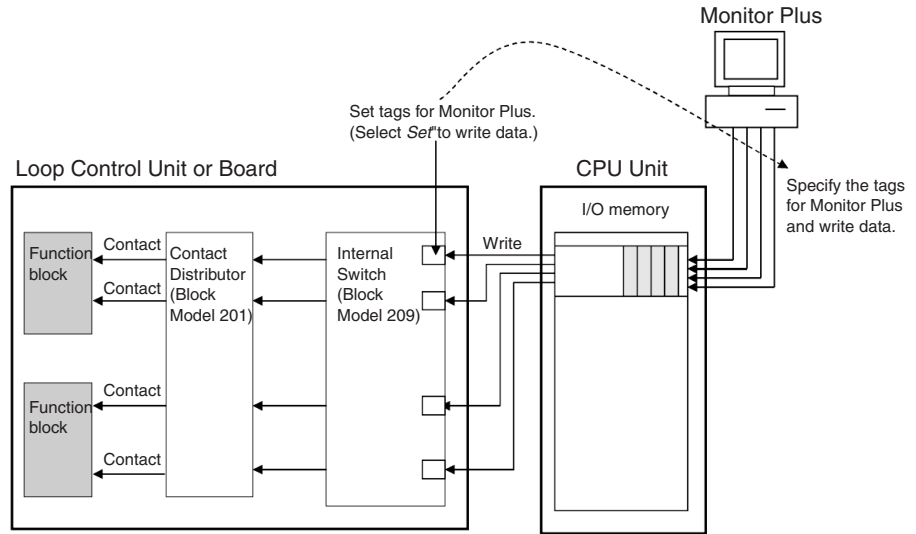 Monitor Plus
Set tags for Monitor Plus.
(Select Set"to write data.)
Loop Control Unit or Board
CPU Unit
Specify the tags
for Monitor Plus
and write data.
I/O memory
Function
block
Contact
Contact
Contact
Distributor
(Block
Model 201)
Internal
Switch
(Block
Model 209)
Write
Function
block
Contact
Contact